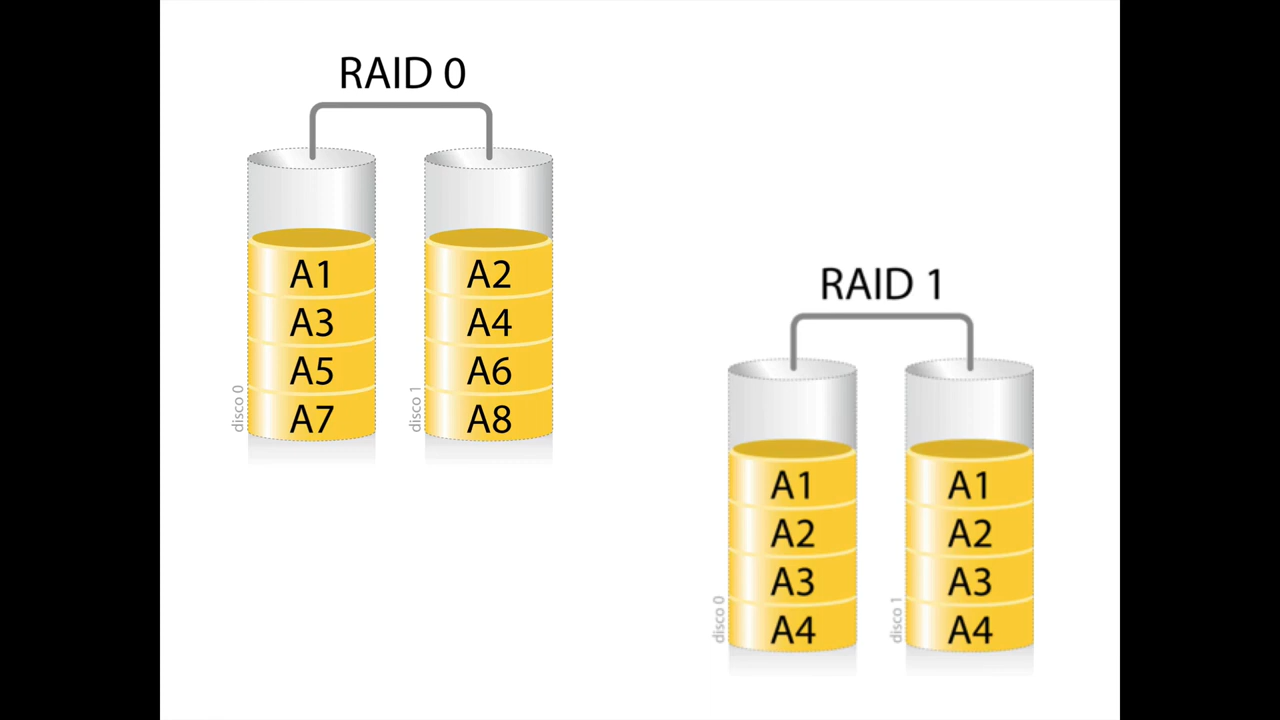 RAID 0
A1
A3
A5
A7
disco 0
A2
A4
A6
A8
disco 1
RAID 1
A1
A2
A3
A4
disco 0
A1
A2
A3
A4
disco 1